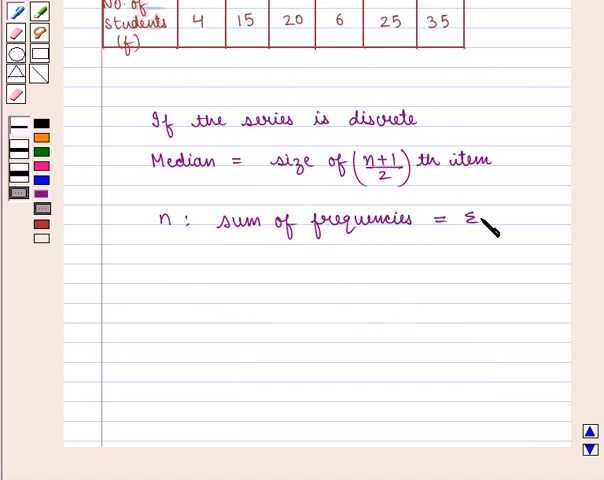 No. of
students 4 15 20 6 25 35
(f)
If the series is discrete
Median = size of (n+1/2) th item
n : sum of frequencies = Σ